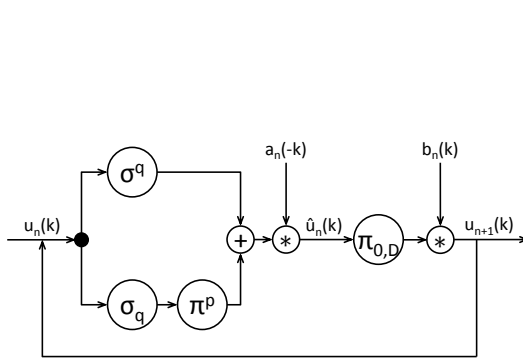 aₙ(-k)
bₙ(k)
σ^q
uₙ(k)
+
*
ûₙ(k)
π₀,D
*
uₙ₊₁(k)
σ_q
π^p